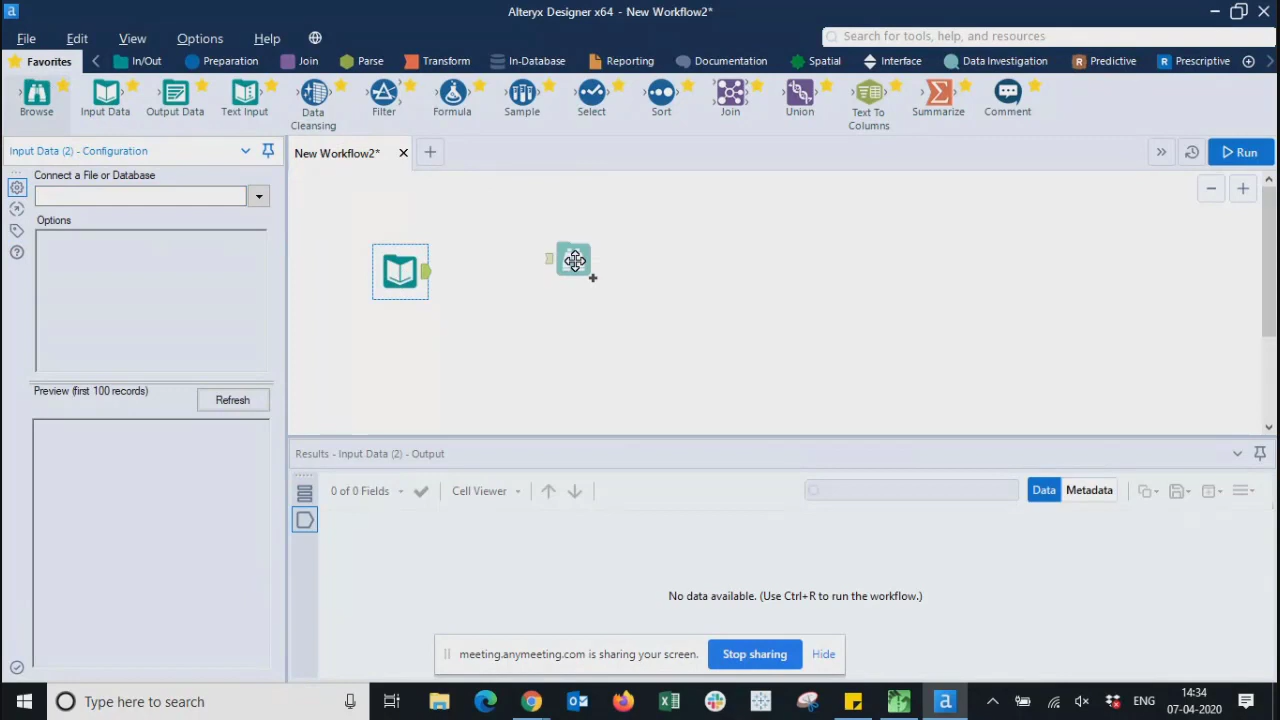 Alteryx Designer x64 - New Workflow2*
File Edit View Options Help
Search for tools, help, and resources
Favorites In/Out Preparation Join Parse Transform In-Database Reporting Documentation Spatial Interface Data Investigation Predictive Prescriptive
Browse Input Data Output Data Text Input Data Cleansing Filter Formula Sample Select Sort Join Union Text To Columns Summarize Comment
Input Data (2) - Configuration
New Workflow2*
Run
Connect a File or Database
Options
Preview (first 100 records)
Refresh
Results - Input Data (2) - Output
0 of 0 Fields
Cell Viewer
Data
Metadata
No data available. (Use Ctrl+R to run the workflow.)
meeting.anymeeting.com is sharing your screen.
Stop sharing
Hide
Type here to search
ENG
14:34
07-04-2020